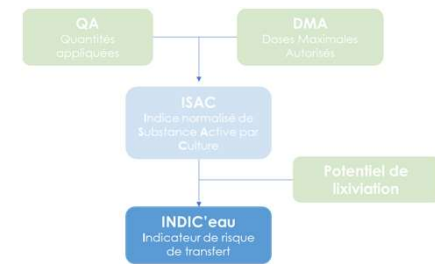 QA
Quantités
appliquées
DMA
Doses Maximales
Autorisés
ISAC
Indice normalisé de
Substance Active par
Culture
Potentiel de
lixiviation
INDIC'eau
Indicateur de risque
de transfert